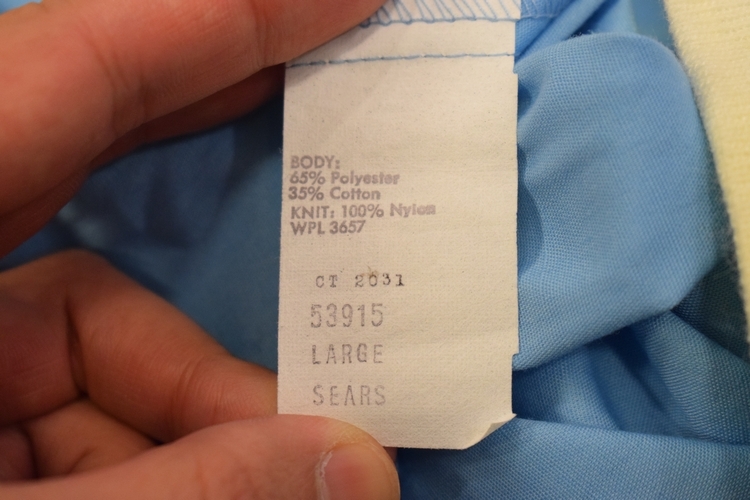 BODY:
65% Polyester
35% Cotton
KNIT: 100% Nylon
WPL 3657
CT 2031
53915
LARGE
SEARS